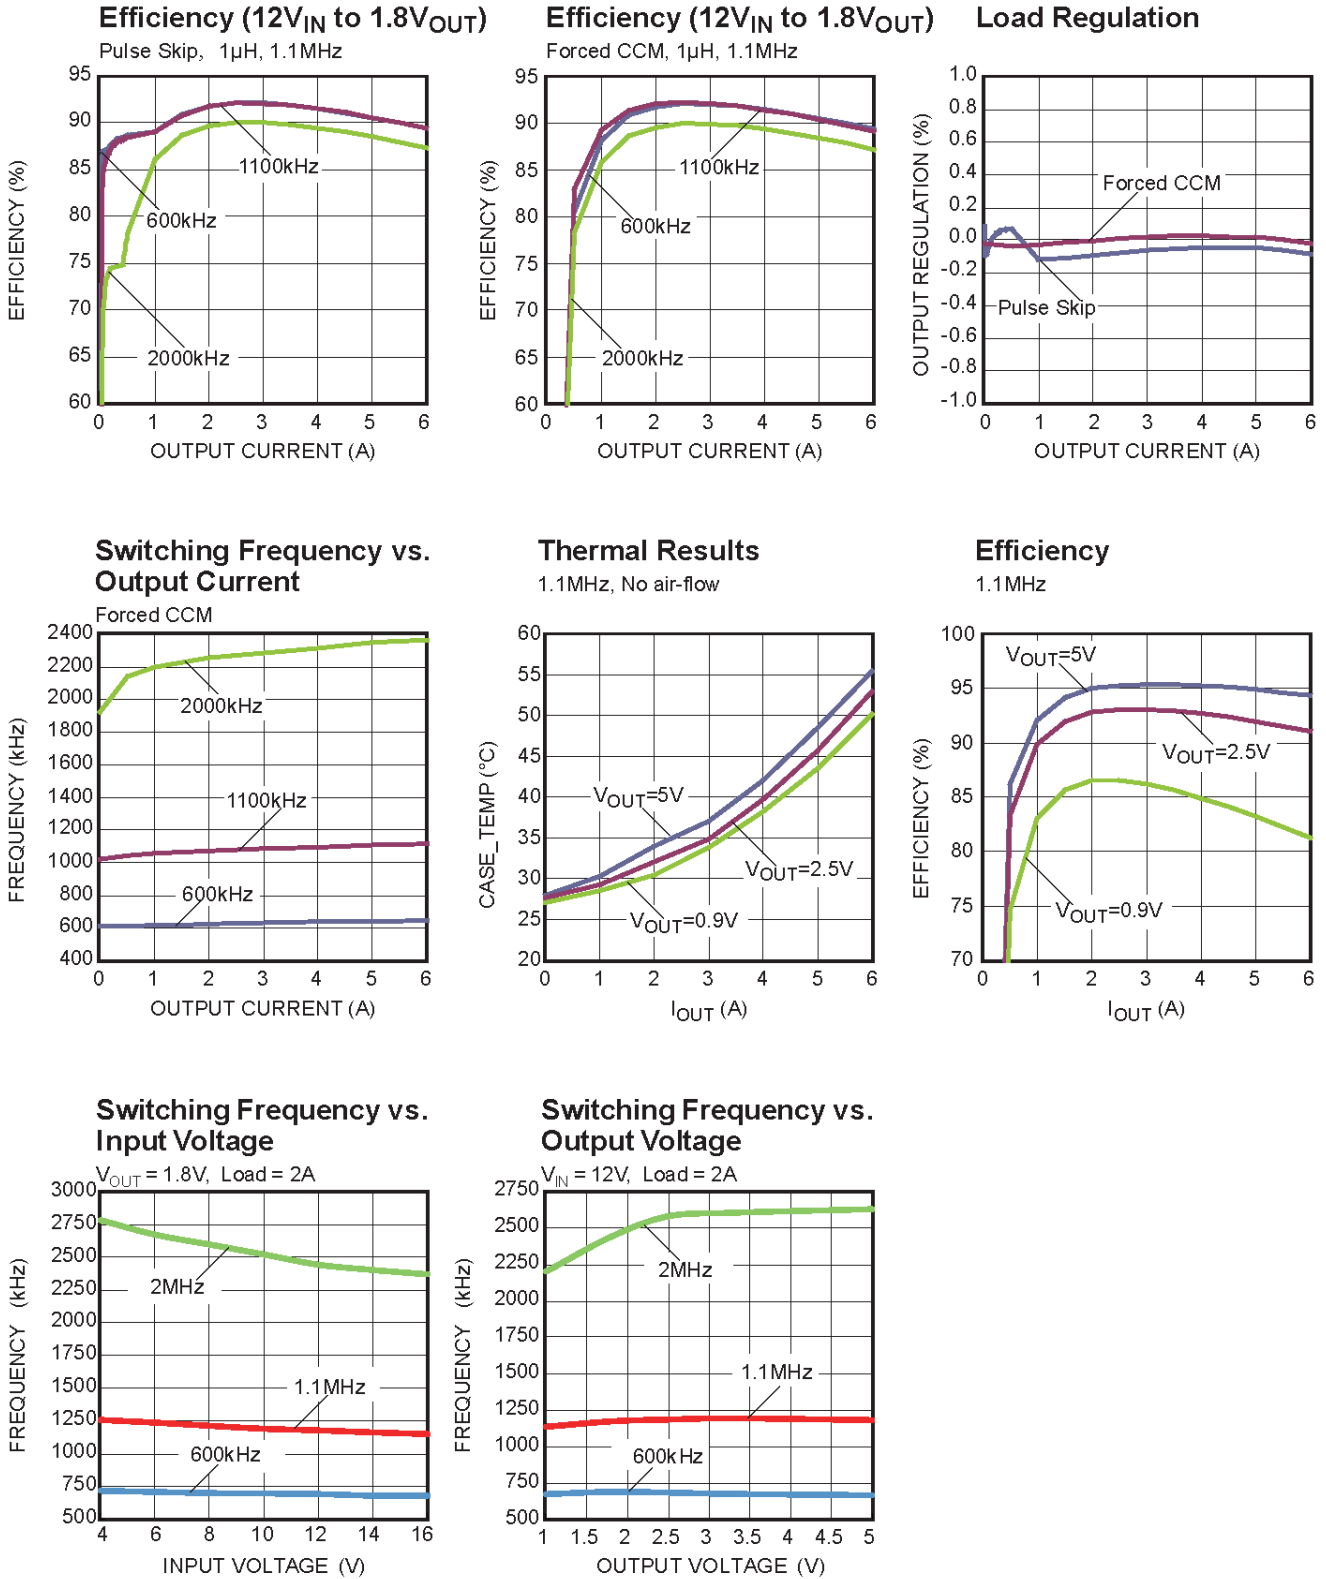 Efficiency (12VIN to 1.8VOUT)
Pulse Skip, 1µH, 1.1MHz
EFFICIENCY (%)
95
90
85
80
75
70
65
60
1100kHz
600kHz
2000kHz
0 1 2 3 4 5 6
OUTPUT CURRENT (A)
Efficiency (12VIN to 1.8VOUT)
Forced CCM, 1µH, 1.1MHz
EFFICIENCY (%)
95
90
85
80
75
70
65
60
1100kHz
600kHz
2000kHz
0 1 2 3 4 5 6
OUTPUT CURRENT (A)
Load Regulation
OUTPUT REGULATION (%)
1.0
0.8
0.6
0.4
0.2
0.0
-0.2
-0.4
-0.6
-0.8
-1.0
Forced CCM
Pulse Skip
0 1 2 3 4 5 6
OUTPUT CURRENT (A)
Switching Frequency vs.
Output Current
Forced CCM
FREQUENCY (kHz)
2400
2200
2000
1800
1600
1400
1200
1000
800
600
400
2000kHz
1100kHz
600kHz
0 1 2 3 4 5 6
OUTPUT CURRENT (A)
Thermal Results
1.1MHz, No air-flow
CASE_TEMP (°C)
60
55
50
45
40
35
30
25
20
VOUT=5V
VOUT=2.5V
VOUT=0.9V
0 1 2 3 4 5 6
IOUT (A)
Efficiency
1.1MHz
EFFICIENCY (%)
100
95
90
85
80
75
70
VOUT=5V
VOUT=2.5V
VOUT=0.9V
0 1 2 3 4 5 6
IOUT (A)
Switching Frequency vs.
Input Voltage
VOUT = 1.8V, Load = 2A
FREQUENCY (kHz)
3000
2750
2500
2250
2000
1750
1500
1250
1000
750
500
2MHz
1.1MHz
600kHz
4 6 8 10 12 14 16
INPUT VOLTAGE (V)
Switching Frequency vs.
Output Voltage
VIN = 12V, Load = 2A
FREQUENCY (kHz)
2750
2500
2250
2000
1750
1500
1250
1000
750
500
2MHz
1.1MHz
600kHz
1 1.5 2 2.5 3 3.5 4 4.5 5
OUTPUT VOLTAGE (V)